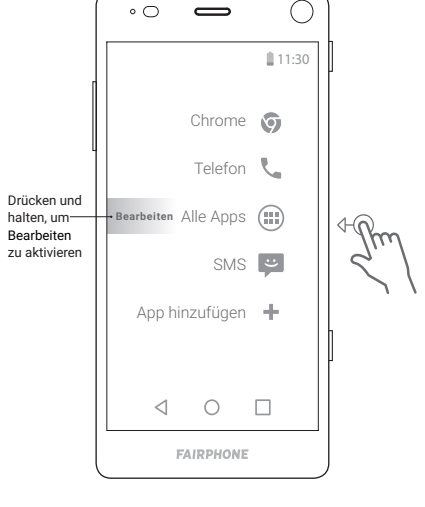 11:30
Chrome
Telefon
Drücken und
halten, um
Bearbeiten
zu aktivieren
Bearbeiten Alle Apps
SMS
App hinzufügen
FAIRPHONE